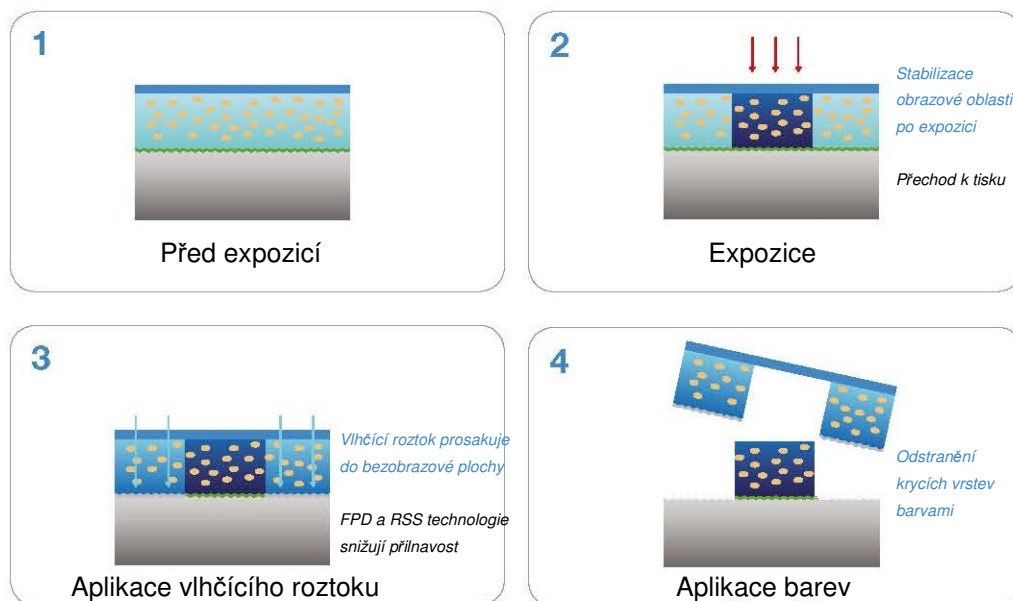 1
Před expozicí
2
Stabilizace
obrazové oblasti
po expozici
Přechod k tisku
Expozice
3
Vlhčící roztok prosakuje
do bezobrazové plochy
FPD a RSS technologie
snižují přilnavost
Aplikace vlhčícího roztoku
4
Odstranění
krycích vrstev
barvami
Aplikace barev